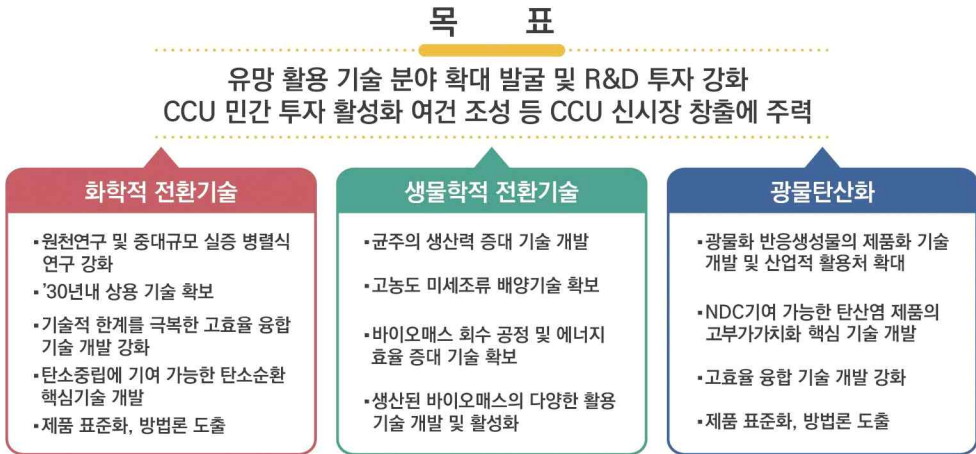 목 표
유망 활용 기술 분야 확대 발굴 및 R&D 투자 강화
CCU 민간 투자 활성화 여건 조성 등 CCU 신시장 창출에 주력
화학적 전환기술
▪원천연구 및 중대규모 실증 병렬식
연구 강화
▪'30년내 상용 기술 확보
▪기술적 한계를 극복한 고효율 융합
기술 개발 강화
▪탄소중립에 기여 가능한 탄소순환
핵심기술 개발
▪제품 표준화, 방법론 도출
생물학적 전환기술
▪균주의 생산력 증대 기술 개발
▪고농도 미세조류 배양기술 확보
▪바이오매스 회수 공정 및 에너지
효율 증대 기술 확보
▪생산된 바이오매스의 다양한 활용
기술 개발 및 활성화
광물탄산화
▪광물화 반응생성물의 제품화 기술
개발 및 산업적 활용처 확대
▪NDC기여 가능한 탄산염 제품의
고부가가치화 핵심 기술 개발
▪고효율 융합 기술 개발 강화
▪제품 표준화, 방법론 도출